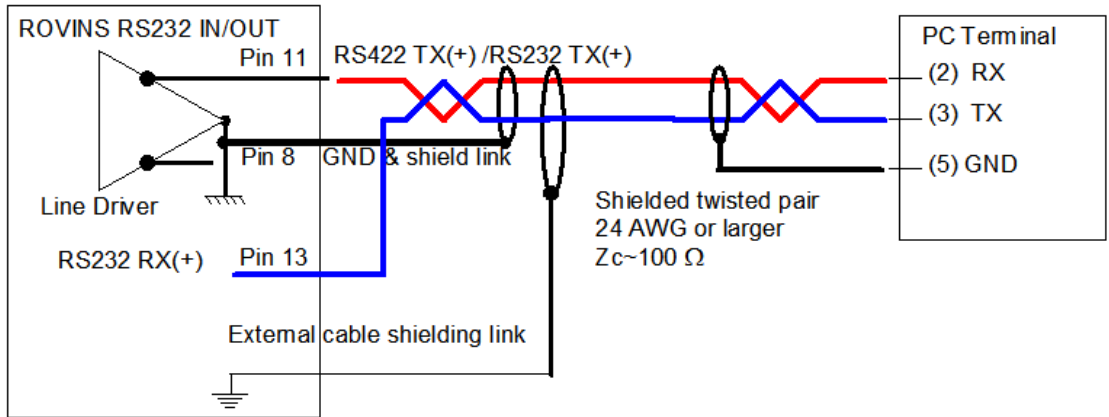 ROVINS RS232 IN/OUT
Pin 11
RS422 TX(+) /RS232 TX(+)
PC Terminal
(2) RX
(3) TX
Pin 8
GND & shield link
(5) GND
Line Driver
Shielded twisted pair
24 AWG or larger
Zc~100 Ω
RS232 RX(+)
Pin 13
External cable shielding link